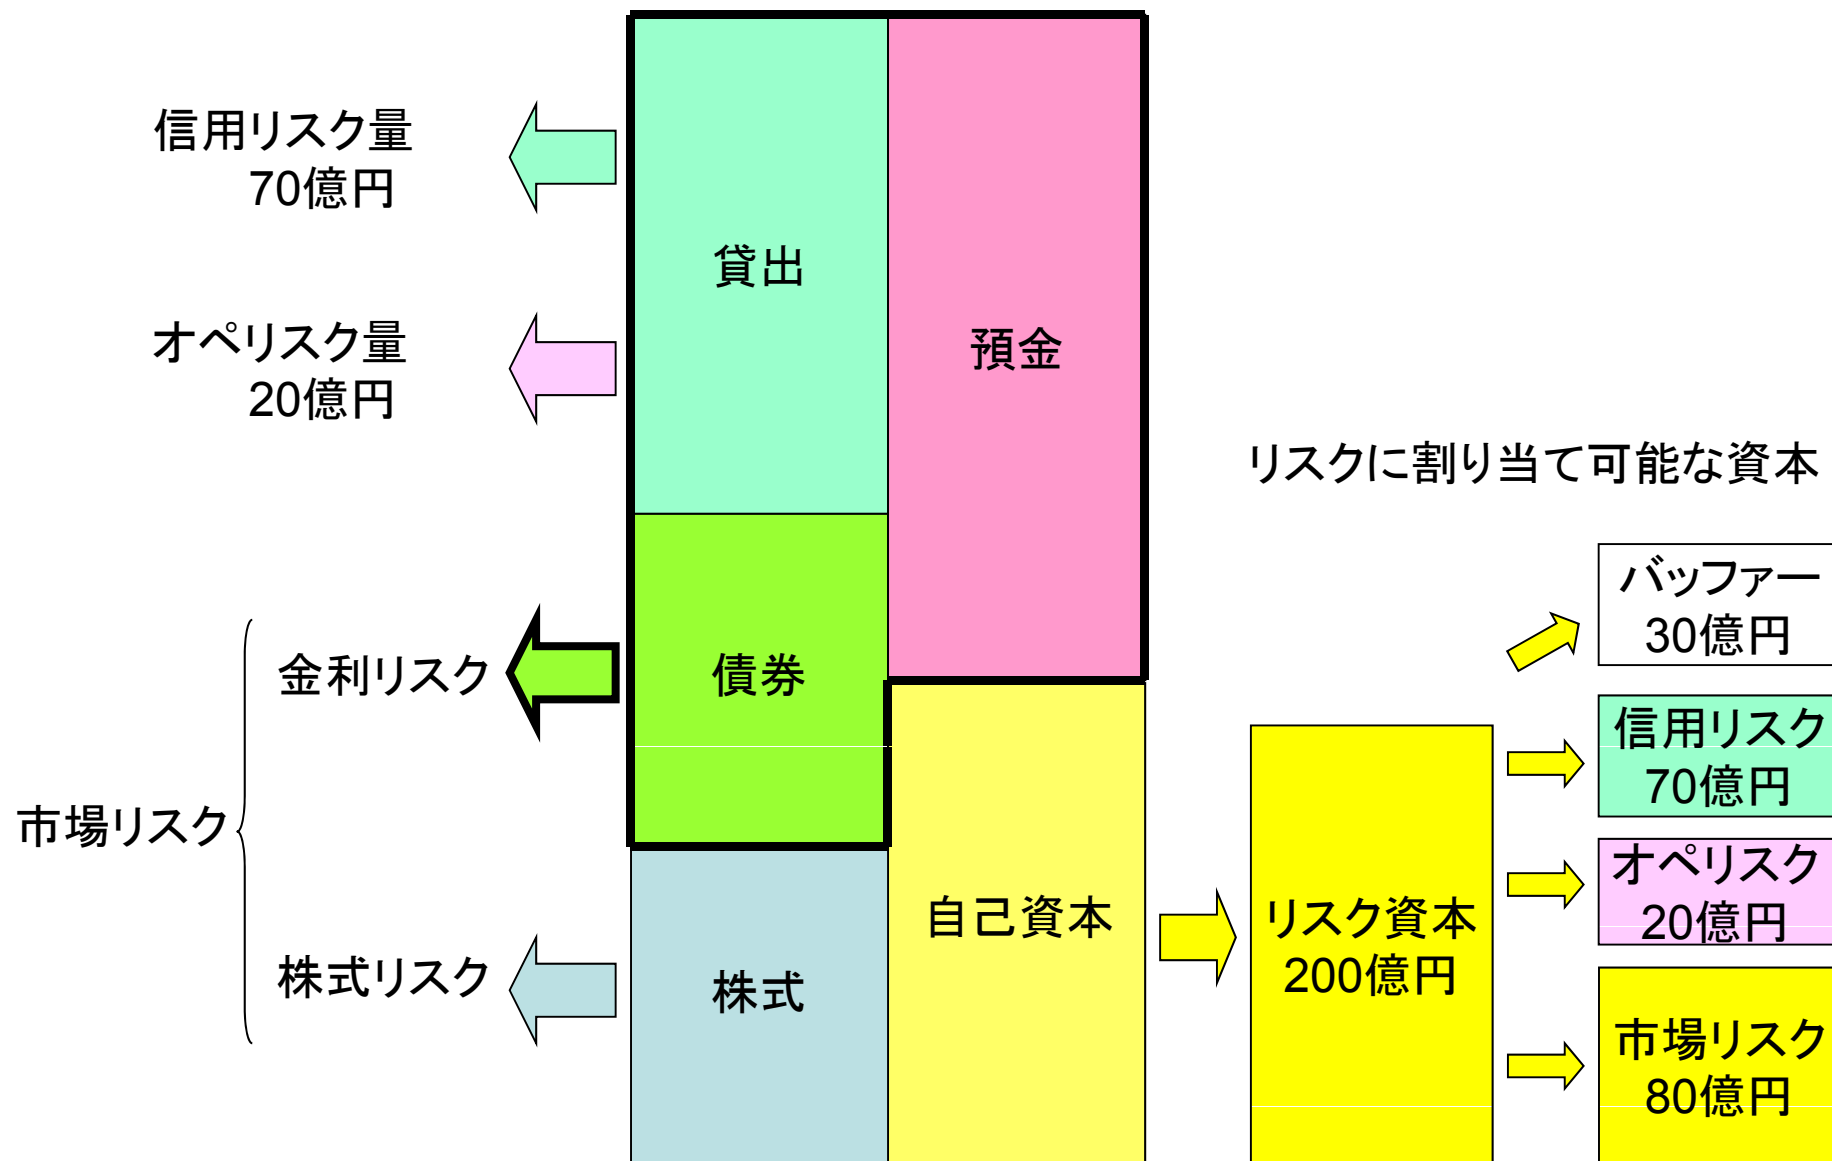 信用リスク量
70億円
オペリスク量
20億円
市場リスク
金利リスク
株式リスク
貸出
債券
株式
預金
自己資本
リスクに割り当て可能な資本
リスク資本
200億円
バッファー
30億円
信用リスク
70億円
オペリスク
20億円
市場リスク
80億円